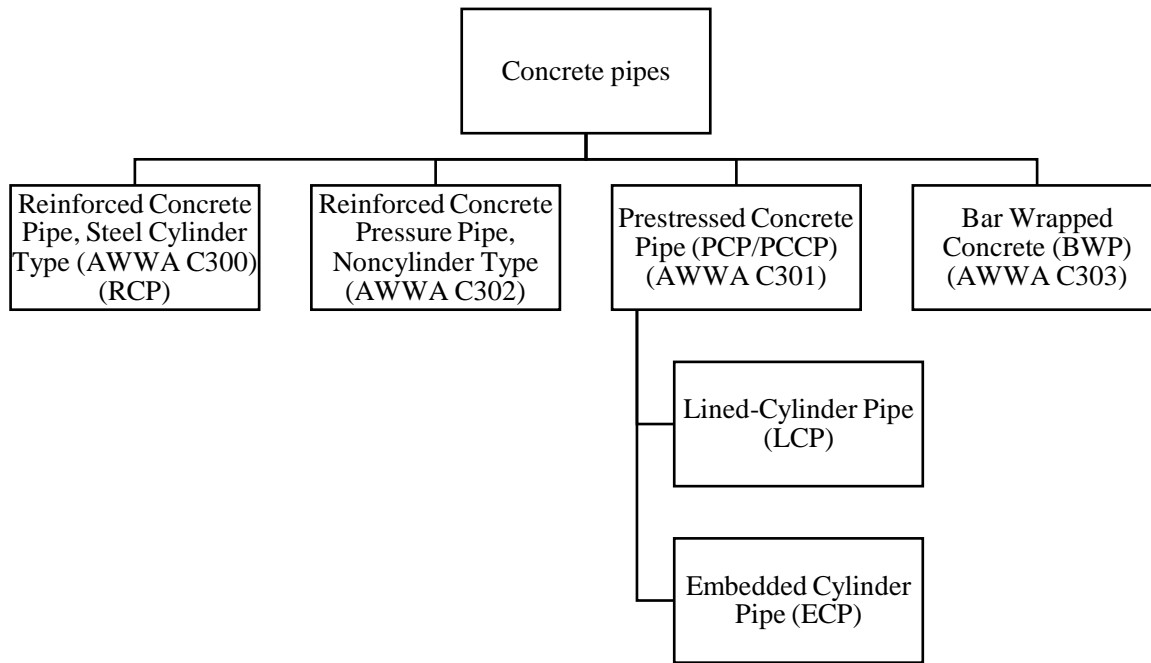 Concrete pipes
Reinforced Concrete
Pipe, Steel Cylinder
Type (AWWA C300)
(RCP)
Reinforced Concrete
Pressure Pipe,
Noncylinder Type
(AWWA C302)
Prestressed Concrete
Pipe (PCP/PCCP)
(AWWA C301)
Bar Wrapped
Concrete (BWP)
(AWWA C303)
Lined-Cylinder Pipe
(LCP)
Embedded Cylinder
Pipe (ECP)